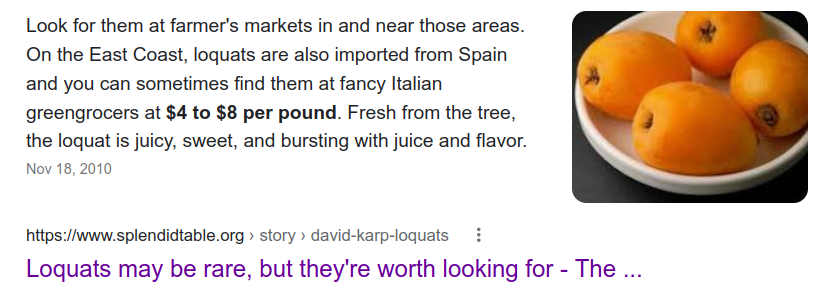 Look for them at farmer's markets in and near those areas.
On the East Coast, loquats are also imported from Spain
and you can sometimes find them at fancy Italian
greengrocers at $4 to $8 per pound. Fresh from the tree,
the loquat is juicy, sweet, and bursting with juice and flavor.
Nov 18, 2010
https://www.splendidtable.org › story › david-karp-loquats
Loquats may be rare, but they're worth looking for - The ...